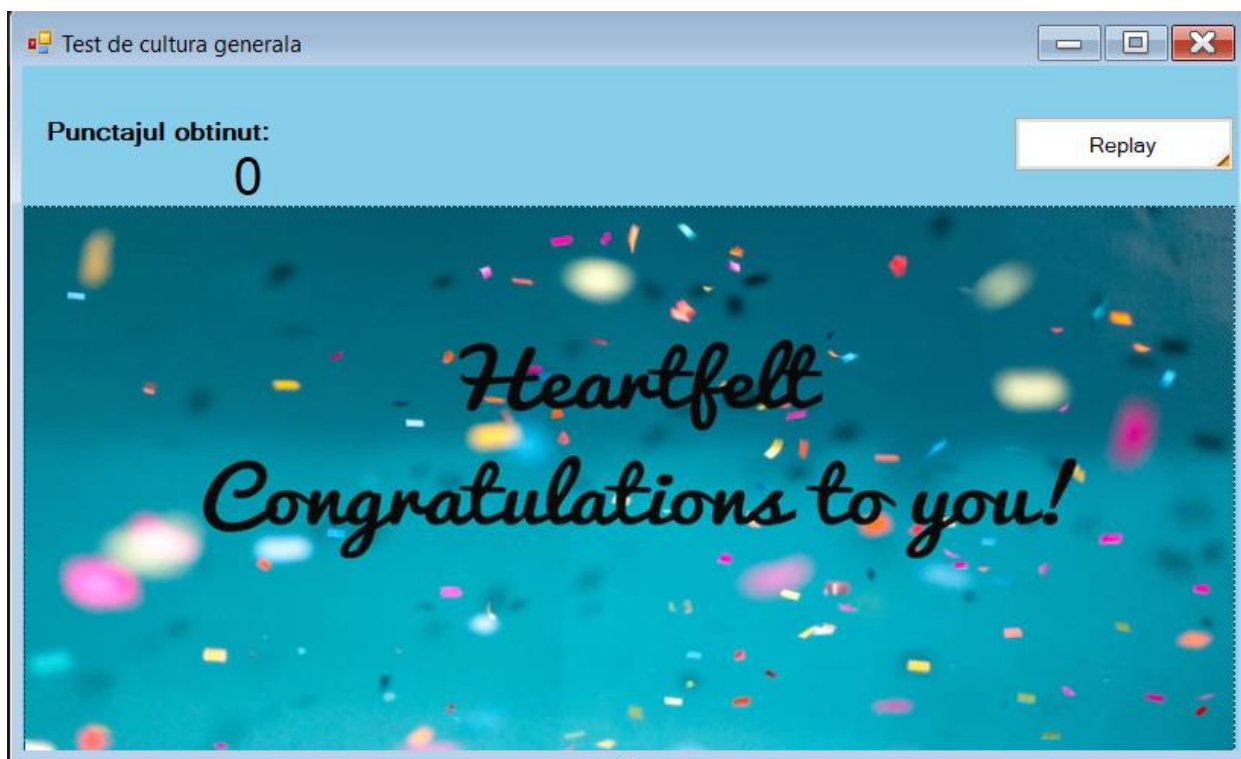 Test de cultura generala
Punctajul obtinut:
0
Replay
Heartfelt
Congratulations to you!